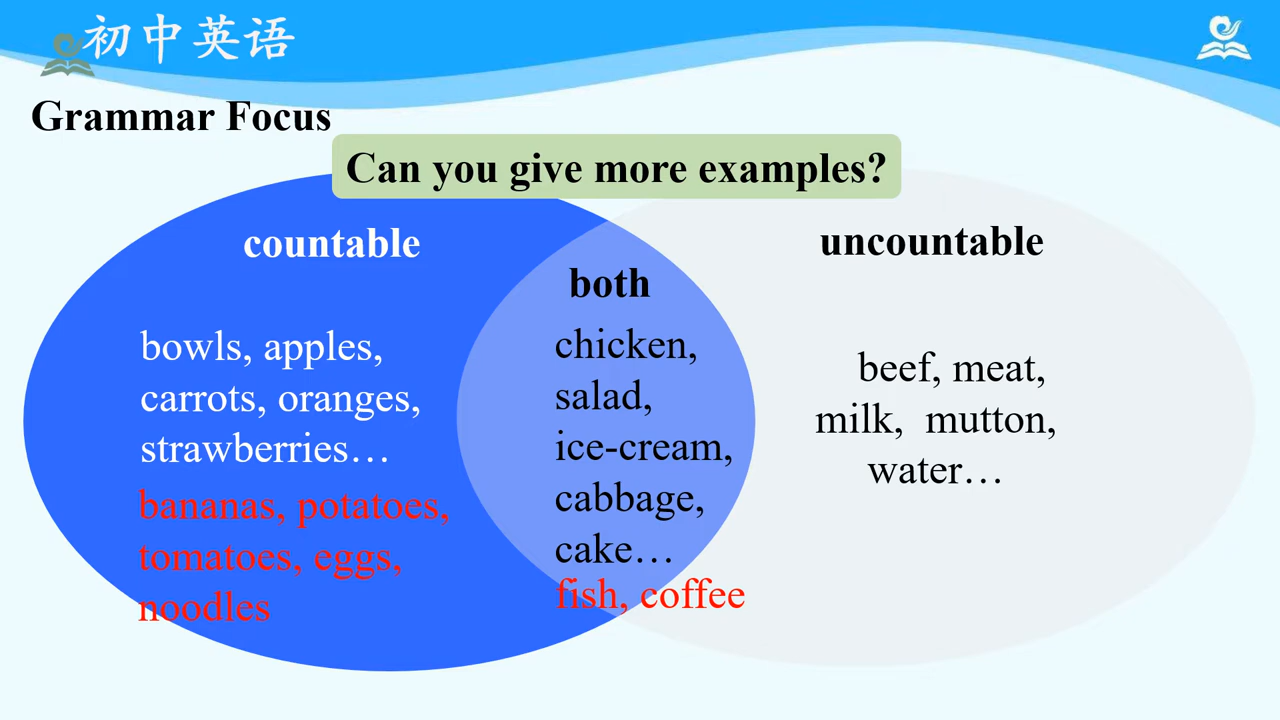 初中英语
Grammar Focus
Can you give more examples?
countable
bowls, apples,
carrots, oranges,
strawberries…
bananas, potatoes,
tomatoes, eggs,
noodles
both
chicken,
salad,
ice-cream,
cabbage,
cake…
fish, coffee
uncountable
beef, meat,
milk, mutton,
water…